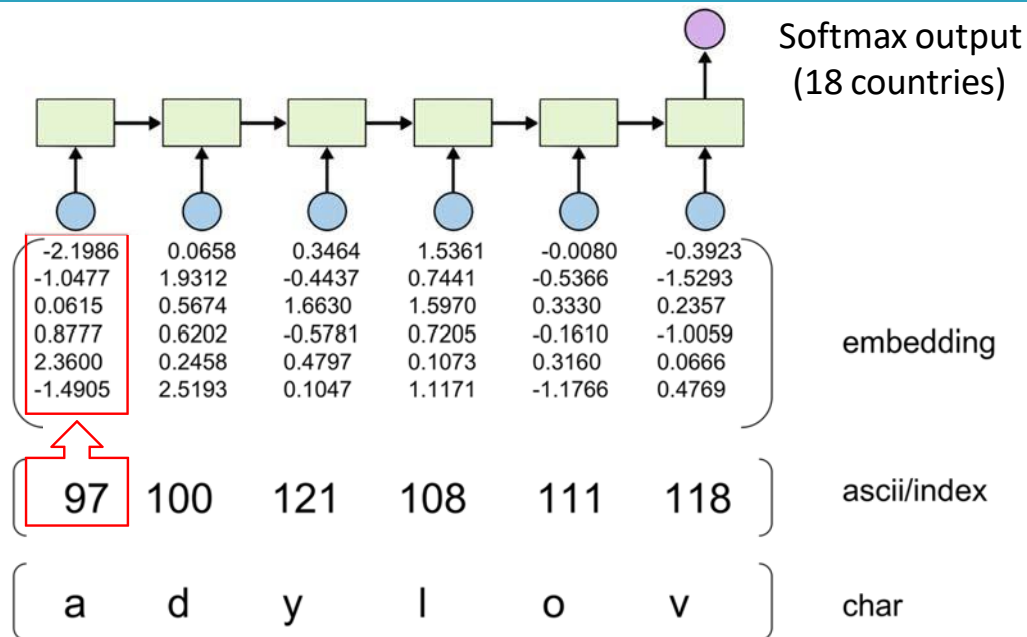 Softmax output
(18 countries)
-2.1986 0.0658 0.3464 1.5361 -0.0080 -0.3923
-1.0477 1.9312 -0.4437 0.7441 -0.5366 -1.5293
0.0615 0.5674 1.6630 1.5970 0.3330 0.2357
0.8777 0.6202 -0.5781 0.7205 -0.1610 -1.0059
2.3600 0.2458 0.4797 0.1073 0.3160 0.0666
-1.4905 2.5193 0.1047 1.1171 -1.1766 0.4769
embedding
97 100 121 108 111 118 ascii/index
a d y l o v char